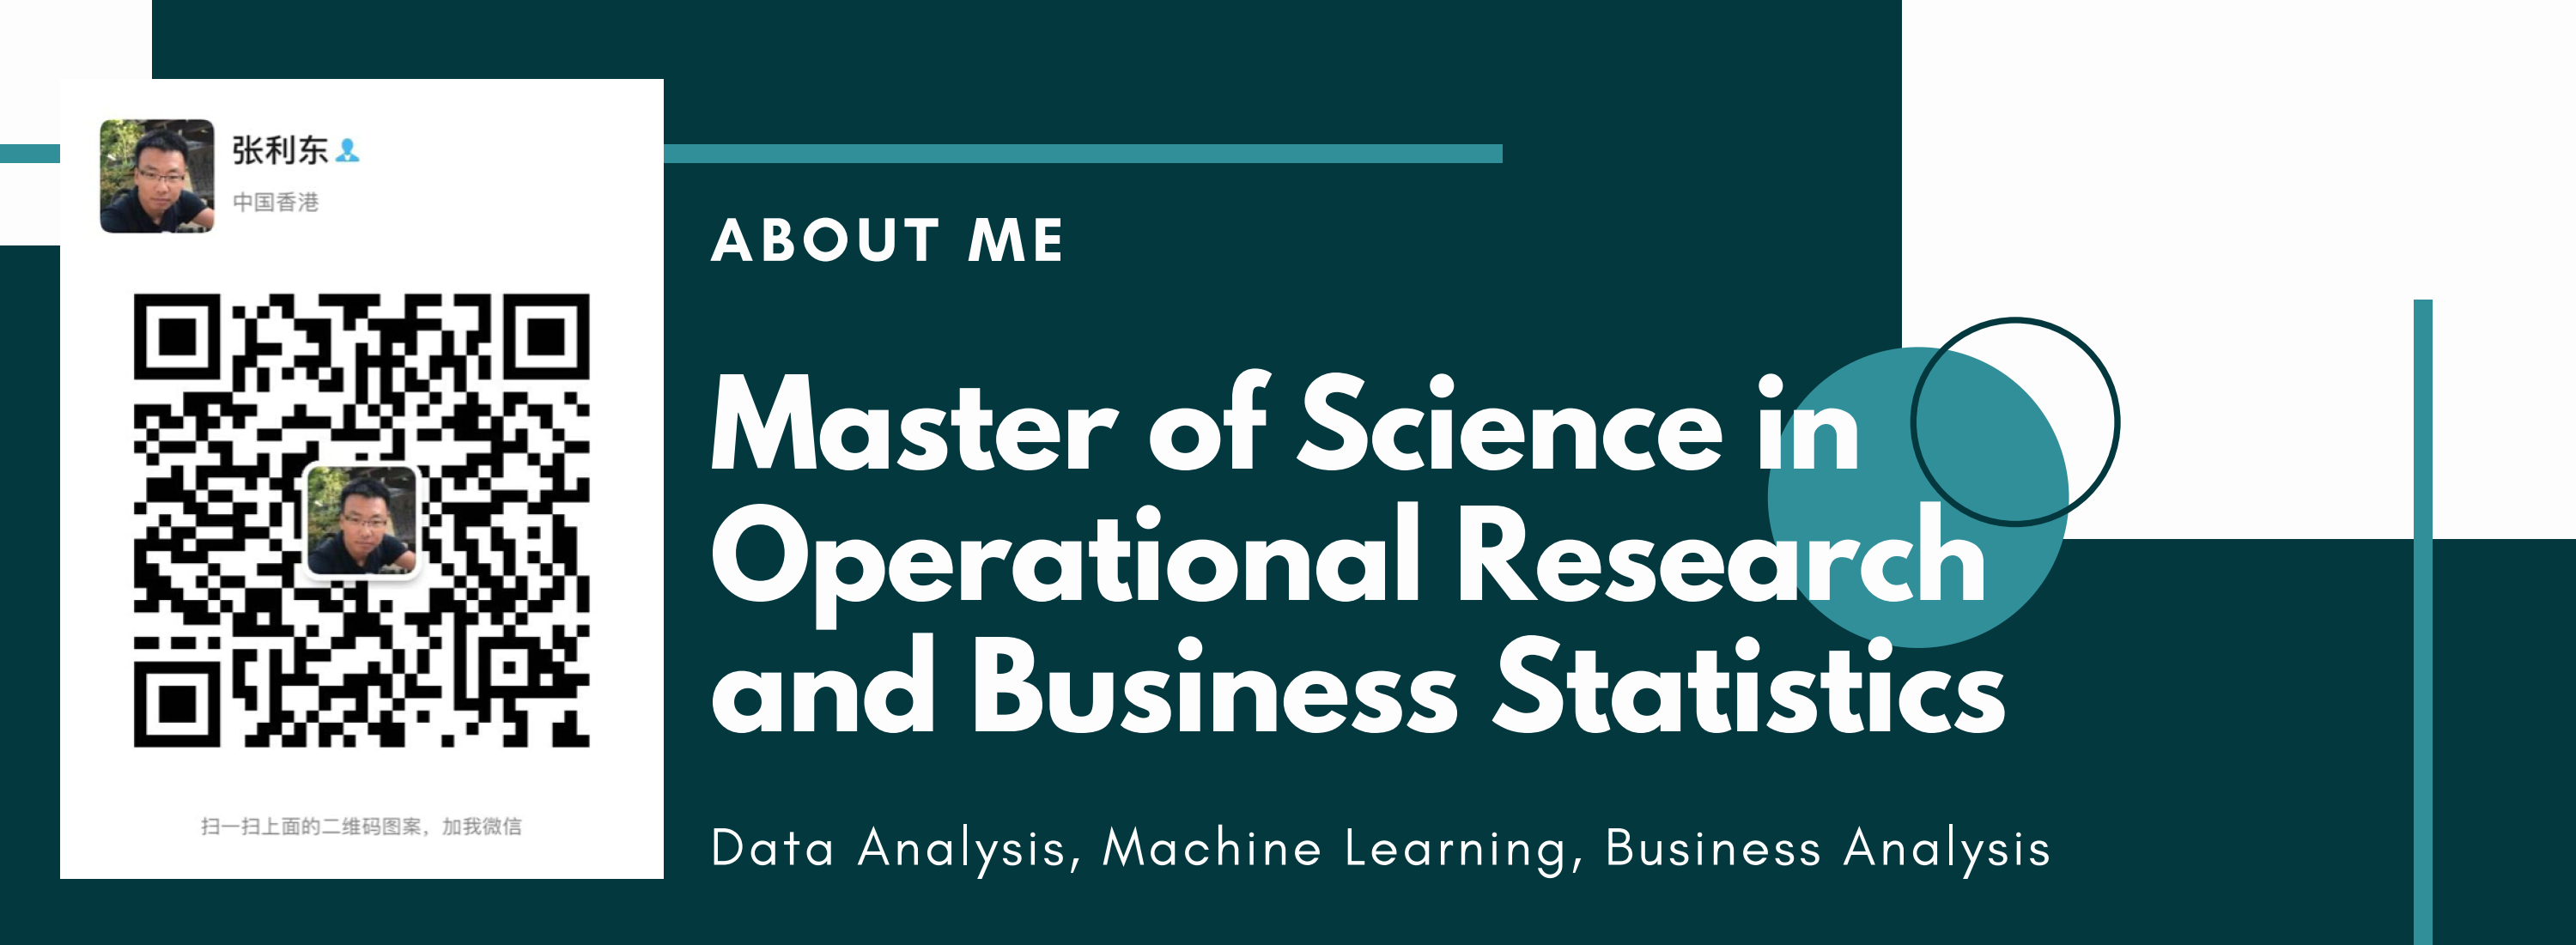 张利东
中国香港
扫一扫上面的二维码图案，加我微信
ABOUT ME
Master of Science in
Operational Research
and Business Statistics
Data Analysis, Machine Learning, Business Analysis